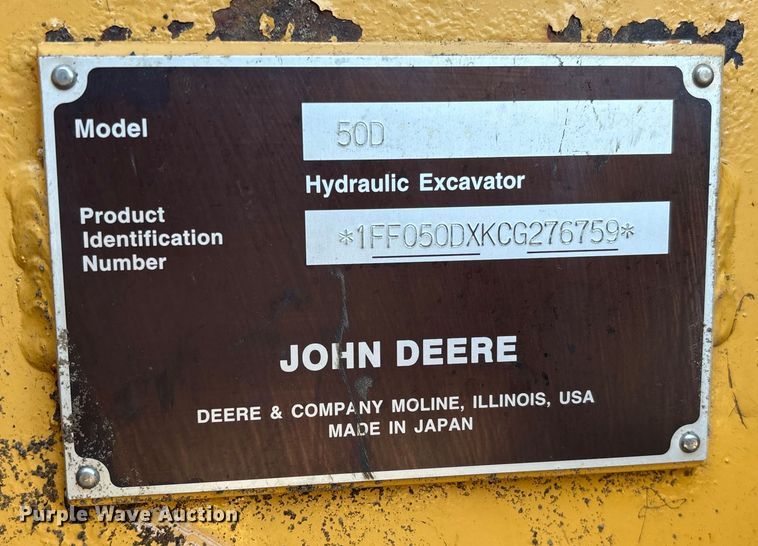 Model
50D
Hydraulic Excavator
Product
Identification
Number
*1FF050DXKCG276759*
JOHN DEERE
DEERE & COMPANY MOLINE, ILLINOIS, USA
MADE IN JAPAN
Purple Wave Auction